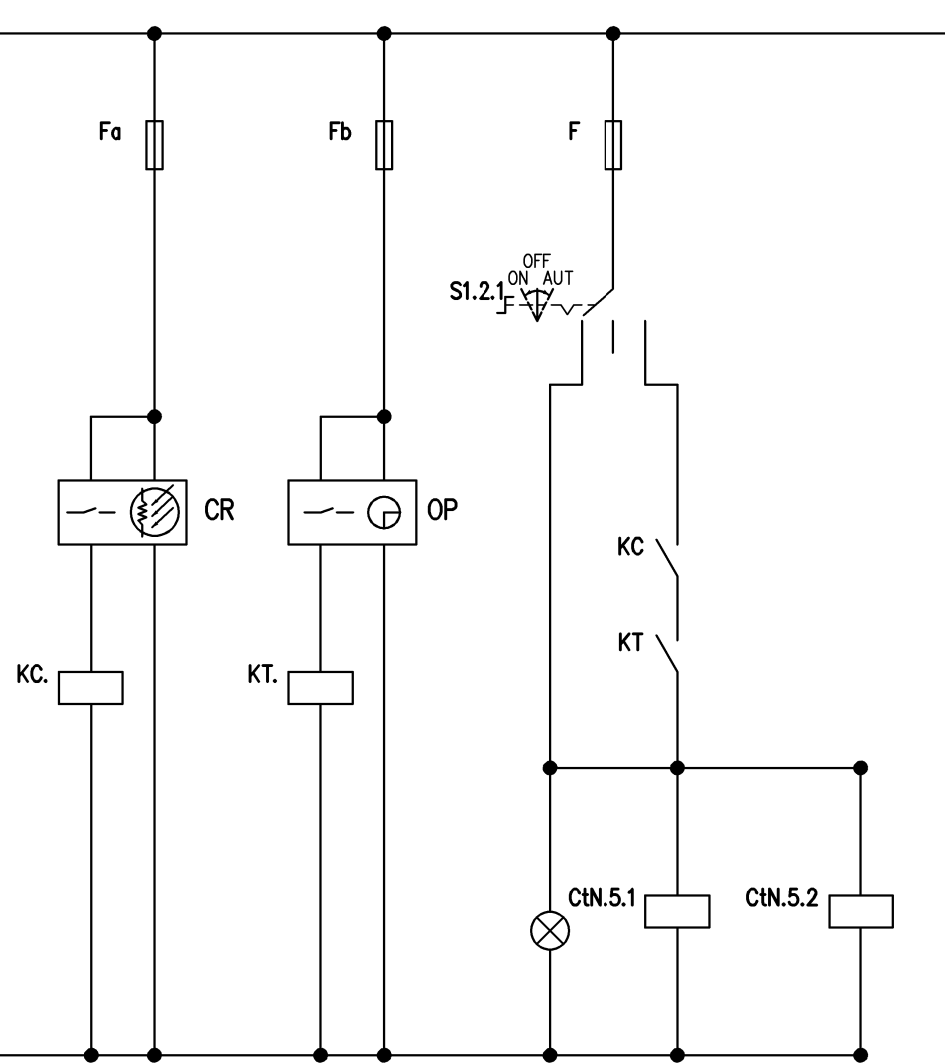 Fa
Fb
F
OFF
ON AUT
S1.2.1
CR
OP
KC
KT
KC.
KT.
CtN.5.1
CtN.5.2